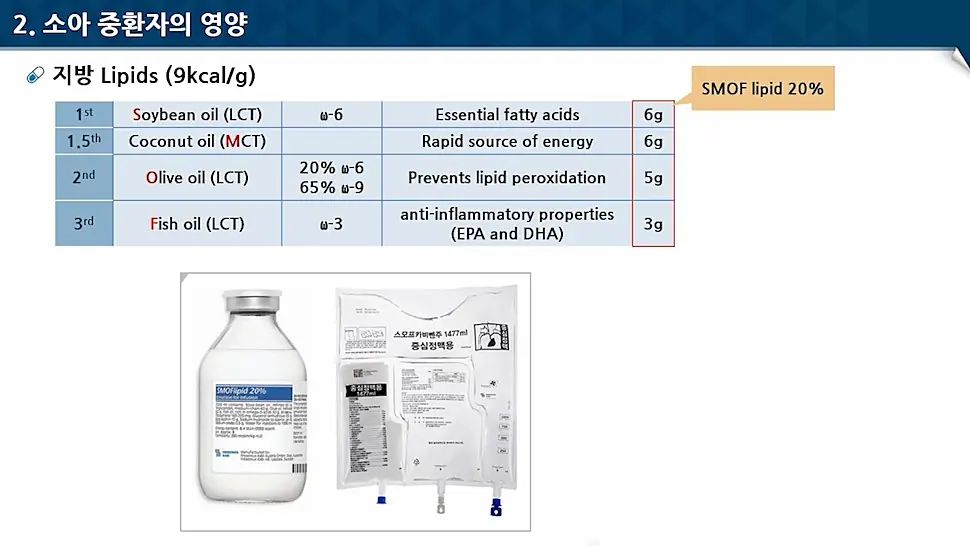 2. 소아 중환자의 영양
지방 Lipids (9kcal/g)
SMOF lipid 20%
1st Soybean oil (LCT) ω-6 Essential fatty acids 6g
1.5th Coconut oil (MCT) Rapid source of energy 6g
2nd Olive oil (LCT) 20% ω-6 65% ω-9 Prevents lipid peroxidation 5g
3rd Fish oil (LCT) ω-3 anti-inflammatory properties (EPA and DHA) 3g
SMOFlipid 20%
스모프카비벤주 1477ml
중심정맥용
중심정맥용
1477ml